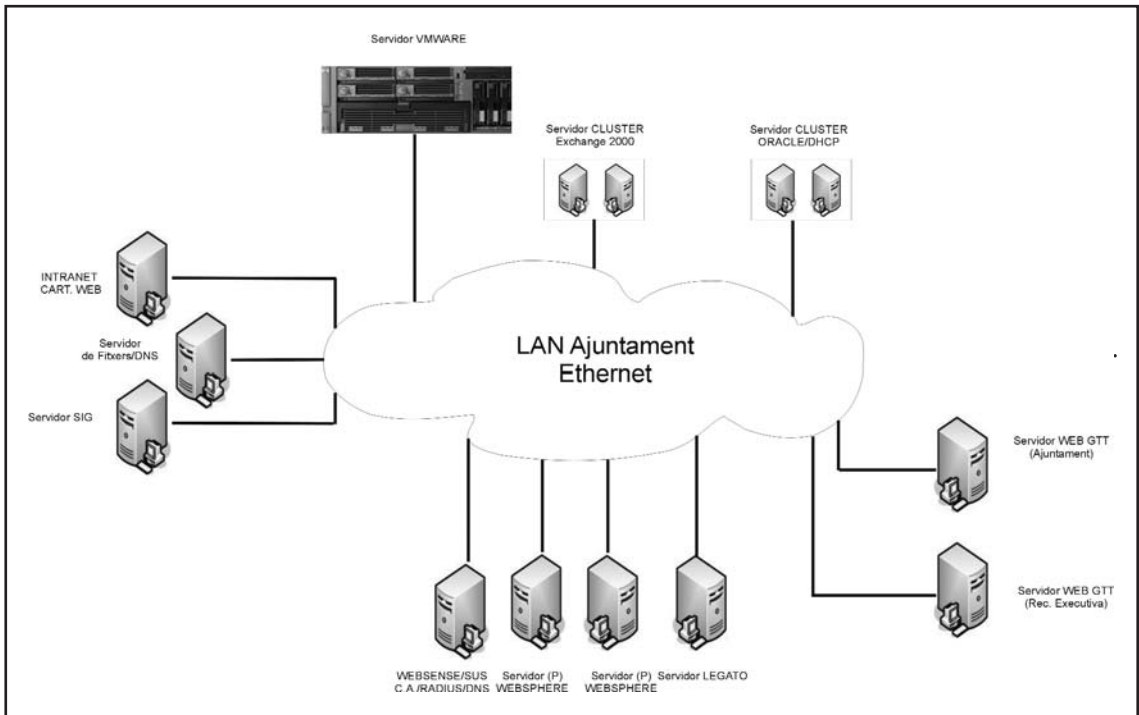 Servidor VMWARE
Servidor CLUSTER
Exchange 2000
Servidor CLUSTER
ORACLE/DHCP
INTRANET
CART. WEB
Servidor
de Fitxers/DNS
Servidor SIG
LAN Ajuntament
Ethernet
Servidor WEB GTT
(Ajuntament)
Servidor WEB GTT
(Rec. Executiva)
WEBSENSE/SUS
C.A./RADIUS/DNS
Servidor (P)
WEBSPHERE
Servidor (P)
WEBSPHERE
Servidor LEGATO